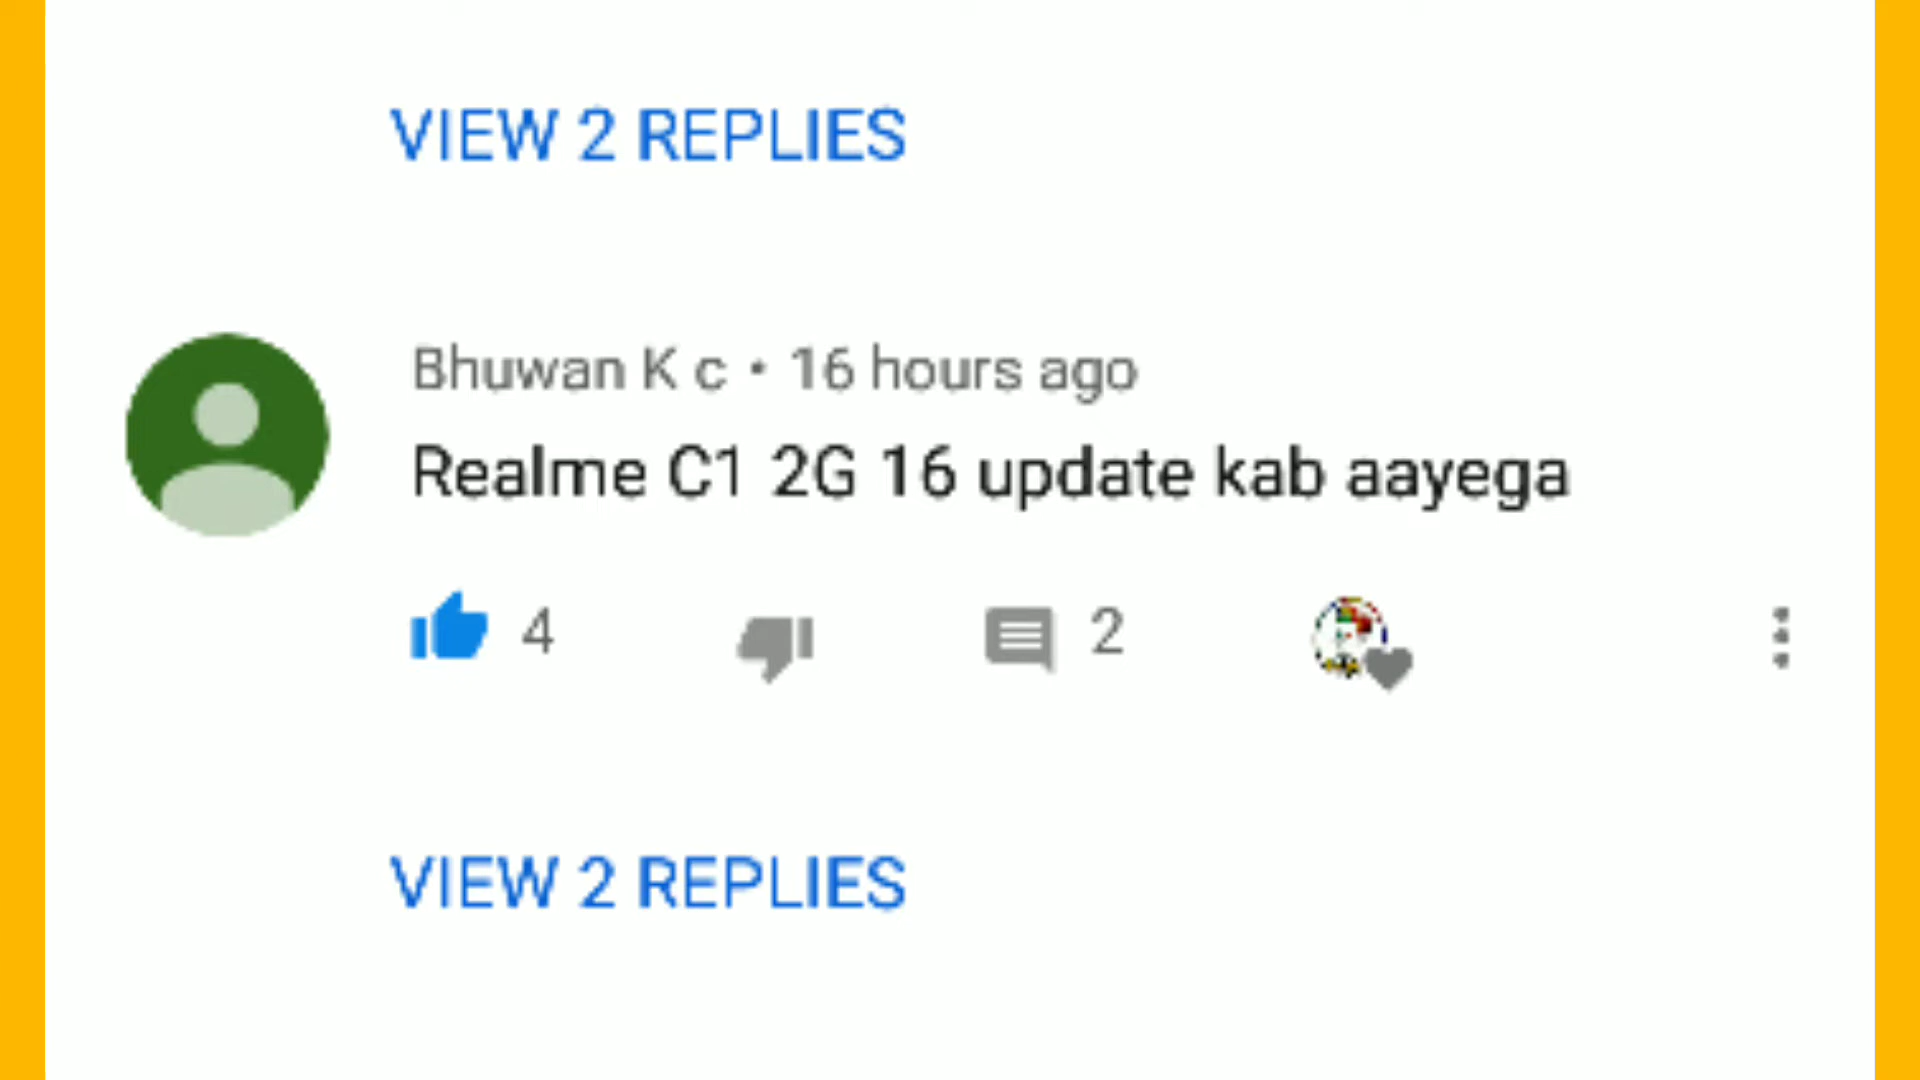 VIEW 2 REPLIES
Bhuwan K c • 16 hours ago
Realme C1 2G 16 update kab aayega
4 2
VIEW 2 REPLIES